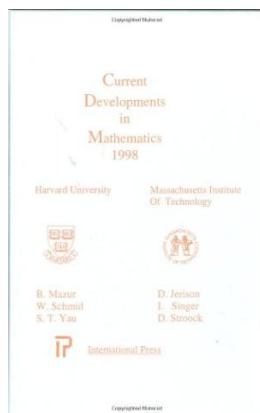 Copyrighted Material
Current
Developments
in
Mathematics
1998
Harvard University
Massachusetts Institute
Of Technology
B. Mazur
W. Schmid
S. T. Yau
D. Jerison
I. Singer
D. Stroock
International Press
Copyrighted Material